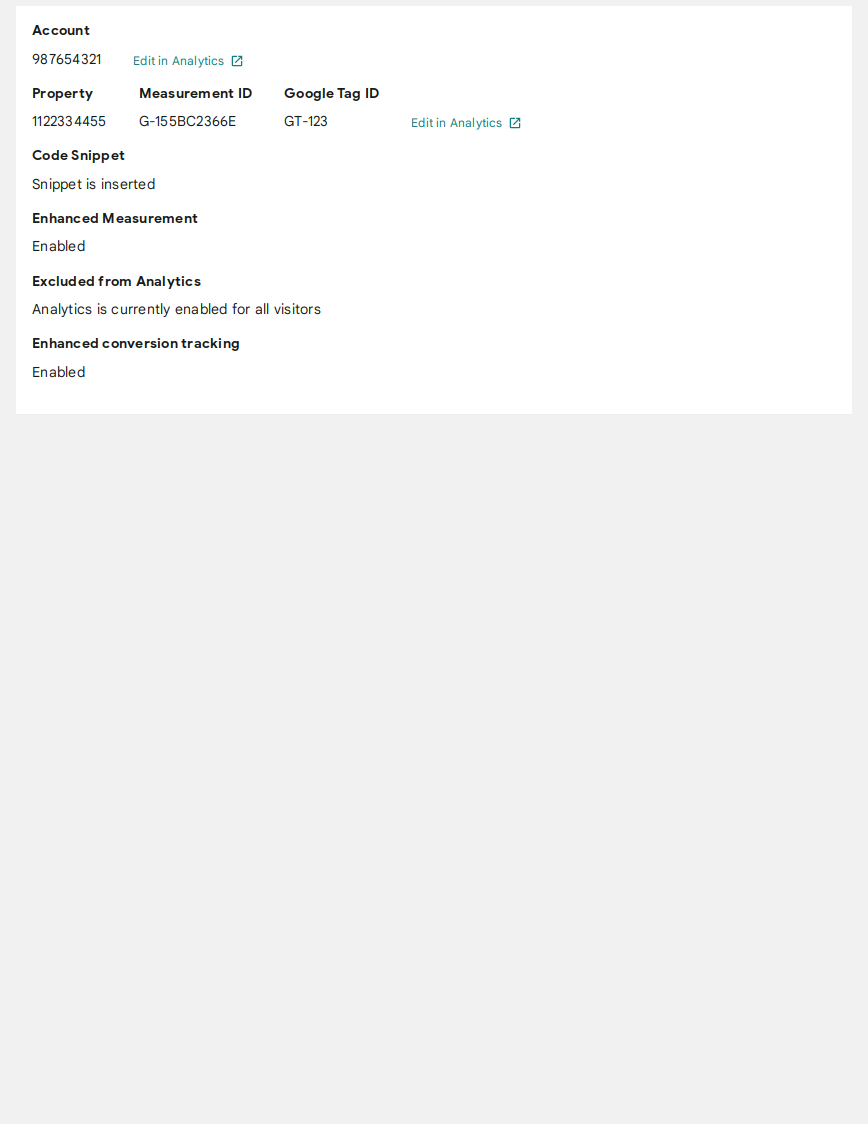 Account
987654321 Edit in Analytics
Property Measurement ID Google Tag ID
1122334455 G-155BC2366E GT-123 Edit in Analytics
Code Snippet
Snippet is inserted
Enhanced Measurement
Enabled
Excluded from Analytics
Analytics is currently enabled for all visitors
Enhanced conversion tracking
Enabled